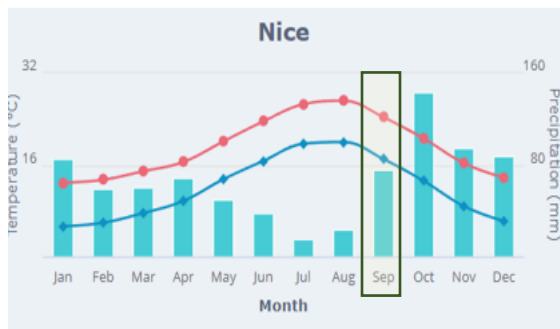 Nice
32
160
Temperature (°C)
Precipitation (mm)
16
80
Jan Feb Mar Apr May Jun Jul Aug Sep Oct Nov Dec
Month